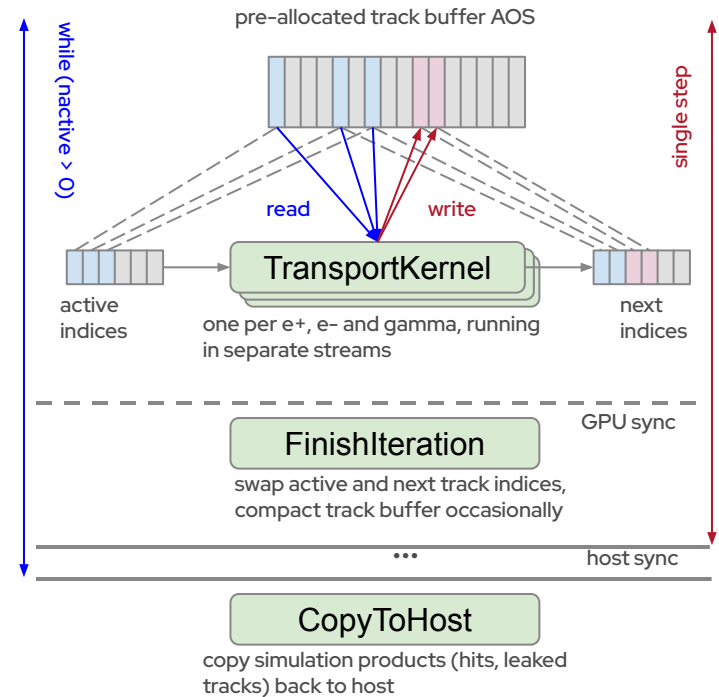 pre-allocated track buffer AOS
while (nactive > 0)
single step
read
write
TransportKernel
active
indices
next
indices
one per e+, e- and gamma, running
in separate streams
GPU sync
FinishIteration
swap active and next track indices,
compact track buffer occasionally
...
host sync
CopyToHost
copy simulation products (hits, leaked
tracks) back to host